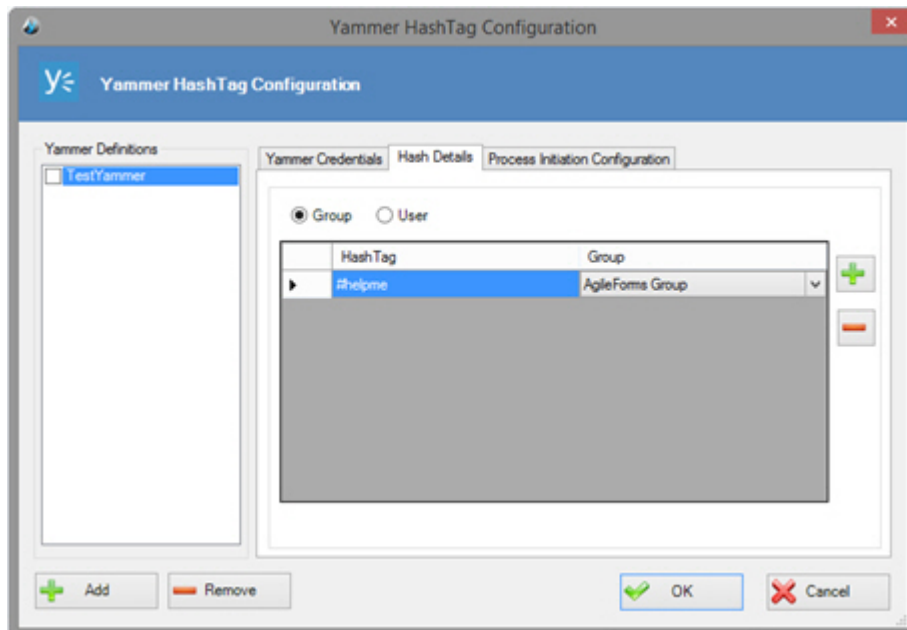 Yammer HashTag Configuration
Yammer HashTag Configuration
Yammer Definitions
TestYammer
Yammer Credentials Hash Details Process Initiation Configuration
Group User
HashTag Group
#helpme AgileForms Group
Add Remove OK Cancel